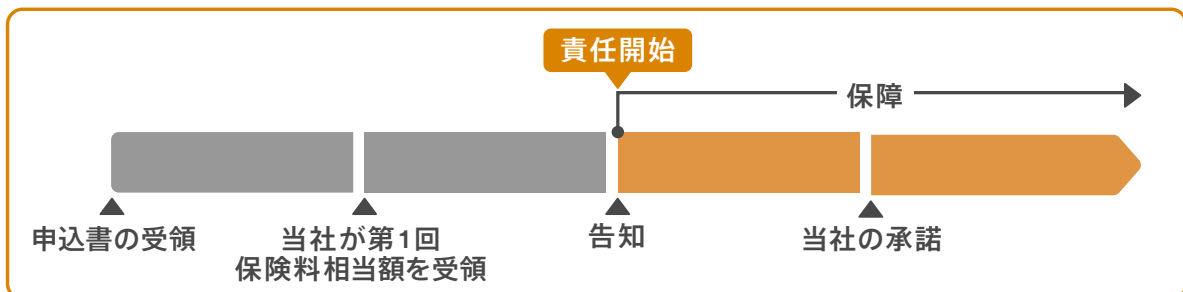 責任開始
保障
申込書の受領
当社が第1回
保険料相当額を受領
告知
当社の承諾